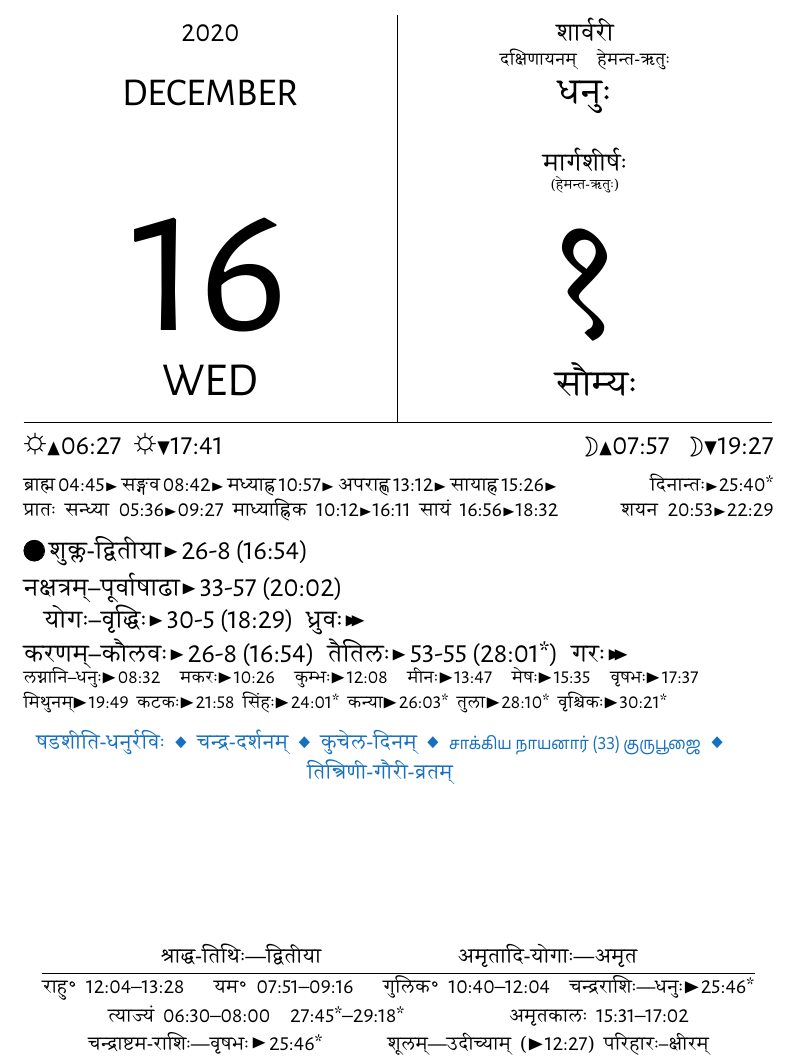 2020
DECEMBER
16
WED
शार्वरी
दक्षिणायनम् हेमन्त-ऋतुः
धनुः
मार्गशीर्षः
(हेमन्त-ऋतुः)
१
सौम्यः
☼▲06:27 ☼▼17:41 ☽▲07:57 ☽▼19:27
ब्राह्म 04:45► सङ्गव 08:42► मध्याह्न 10:57► अपराह्ण 13:12► सायाह्न 15:26► दिनान्तः►25:40*
प्रातः सन्ध्या 05:36►09:27 माध्याह्निक 10:12►16:11 सायं 16:56►18:32 शयन 20:53►22:29
शुक्ल-द्वितीया►26-8 (16:54)
नक्षत्रम्–पूर्वाषाढा►33-57 (20:02)
योगः–वृद्धिः►30-5 (18:29) ध्रुवः►►
करणम्–कौलवः►26-8 (16:54) तैतिलः►53-55 (28:01*) गरः►►
लग्नानि–धनुः►08:32 मकरः►10:26 कुम्भः►12:08 मीनः►13:47 मेषः►15:35 वृषभः►17:37
मिथुनम्►19:49 कटकः►21:58 सिंहः►24:01* कन्या►26:03* तुला►28:10* वृश्चिकः►30:21*
षडशीति-धनुर्रविः ◆ चन्द्र-दर्शनम् ◆ कुचेल-दिनम् ◆ சாக்கிய நாயனார் (33) குருபூஜை ◆
तिन्त्रिणी-गौरी-व्रतम्
श्राद्ध-तिथिः—द्वितीया अमृतादि-योगाः—अमृत
राहु॰ 12:04–13:28 यम॰ 07:51–09:16 गुलिक॰ 10:40–12:04 चन्द्रराशिः—धनुः►25:46*
त्याज्यं 06:30–08:00 27:45*–29:18* अमृतकालः 15:31–17:02
चन्द्राष्टम-राशिः—वृषभः►25:46* शूलम्—उदीच्याम् (►12:27) परिहारः–क्षीरम्